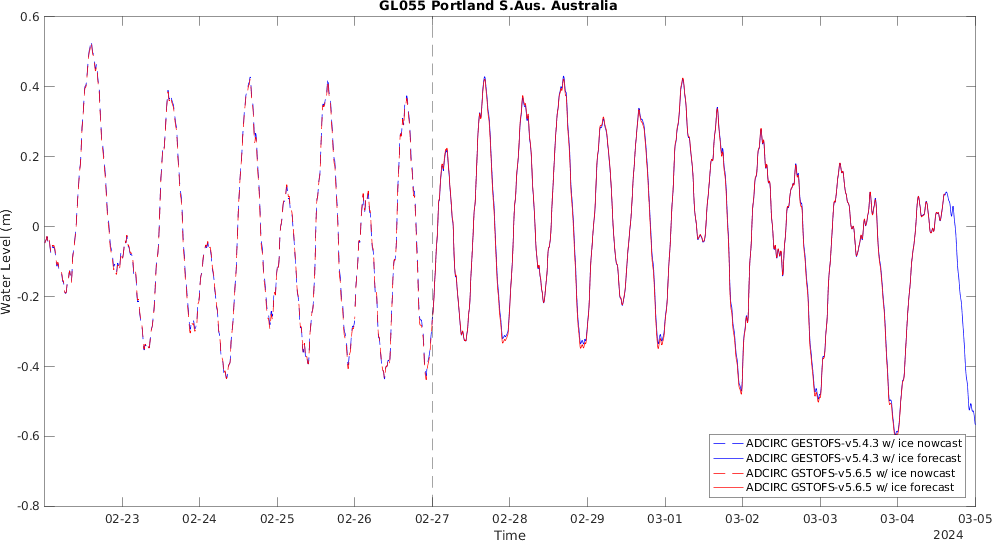 GL055 Portland S.Aus. Australia
0.6
0.4
0.2
0
-0.2
-0.4
-0.6
-0.8
Water Level (m)
ADCIRC GESTOFS-v5.4.3 w/ ice nowcast
ADCIRC GESTOFS-v5.4.3 w/ ice forecast
ADCIRC GSTOFS-v5.6.5 w/ ice nowcast
ADCIRC GSTOFS-v5.6.5 w/ ice forecast
02-23 02-24 02-25 02-26 02-27 02-28 02-29 03-01 03-02 03-03 03-04 03-05
Time
2024